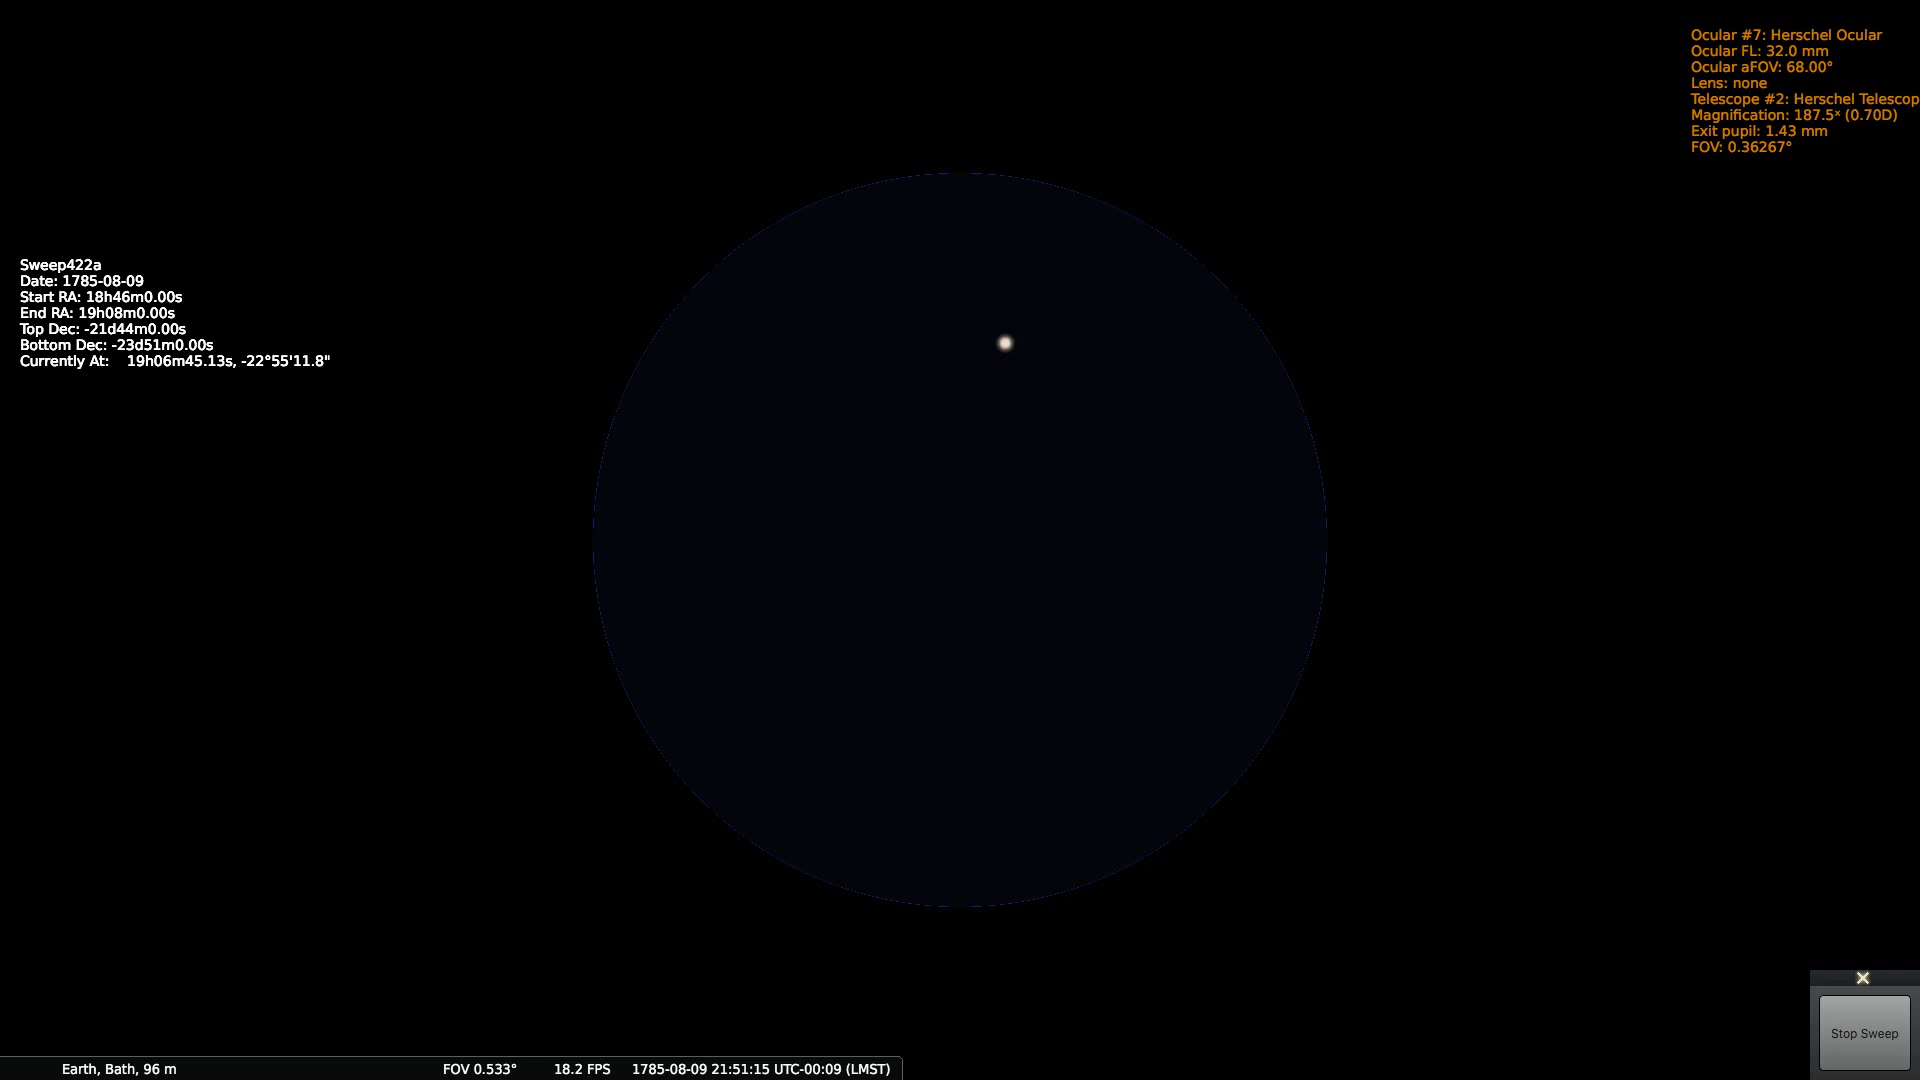 Ocular #7: Herschel Ocular
Ocular FL: 32.0 mm
Ocular aFOV: 68.00°
Lens: none
Telescope #2: Herschel Telescop
Magnification: 187.5ˣ (0.70D)
Exit pupil: 1.43 mm
FOV: 0.36267°
Sweep422a
Date: 1785-08-09
Start RA: 18h46m0.00s
End RA: 19h08m0.00s
Top Dec: -21d44m0.00s
Bottom Dec: -23d51m0.00s
Currently At: 19h06m45.13s, -22°55'11.8"
Stop Sweep
Earth, Bath, 96 m FOV 0.533° 18.2 FPS 1785-08-09 21:51:15 UTC-00:09 (LMST)